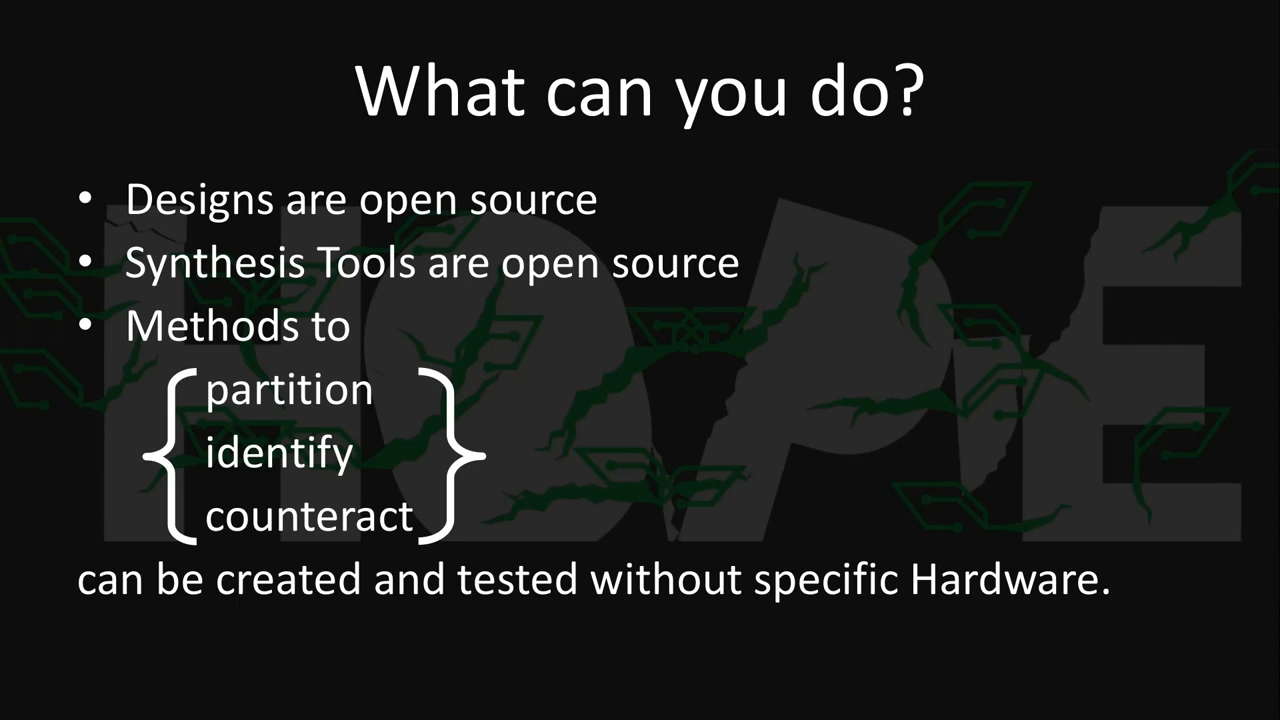 What can you do?
• Designs are open source
• Synthesis Tools are open source
• Methods to
partition
identify
counteract
can be created and tested without specific Hardware.
HOPE